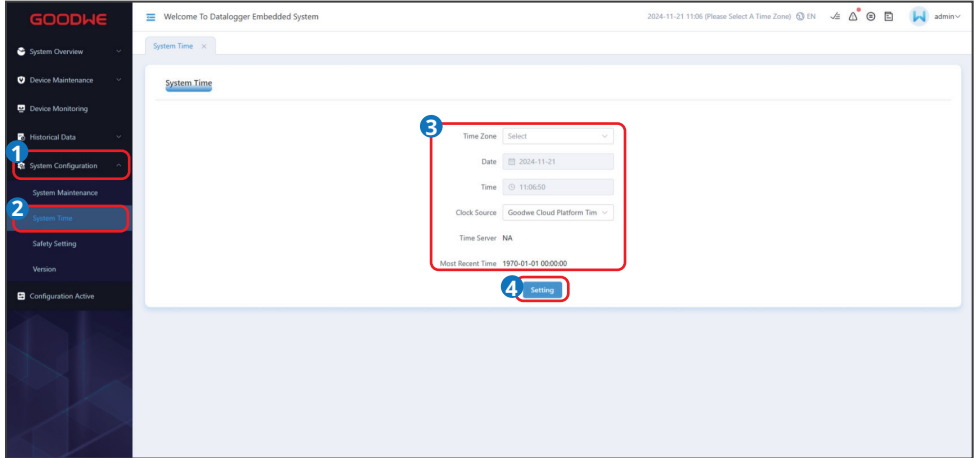 GOODWE
Welcome To Datalogger Embedded System
2024-11-21 11:06 (Please Select A Time Zone)
EN
admin
System Overview
Device Maintenance
Device Monitoring
Historical Data
1
System Configuration
System Maintenance
2
System Time
Safety Setting
Version
Configuration Active
System Time
System Time
3
Time Zone Select
Date 2024-11-21
Time 11:06:50
Clock Source Goodwe Cloud Platform Tim
Time Server NA
Most Recent Time 1970-01-01 00:00:00
4
Setting